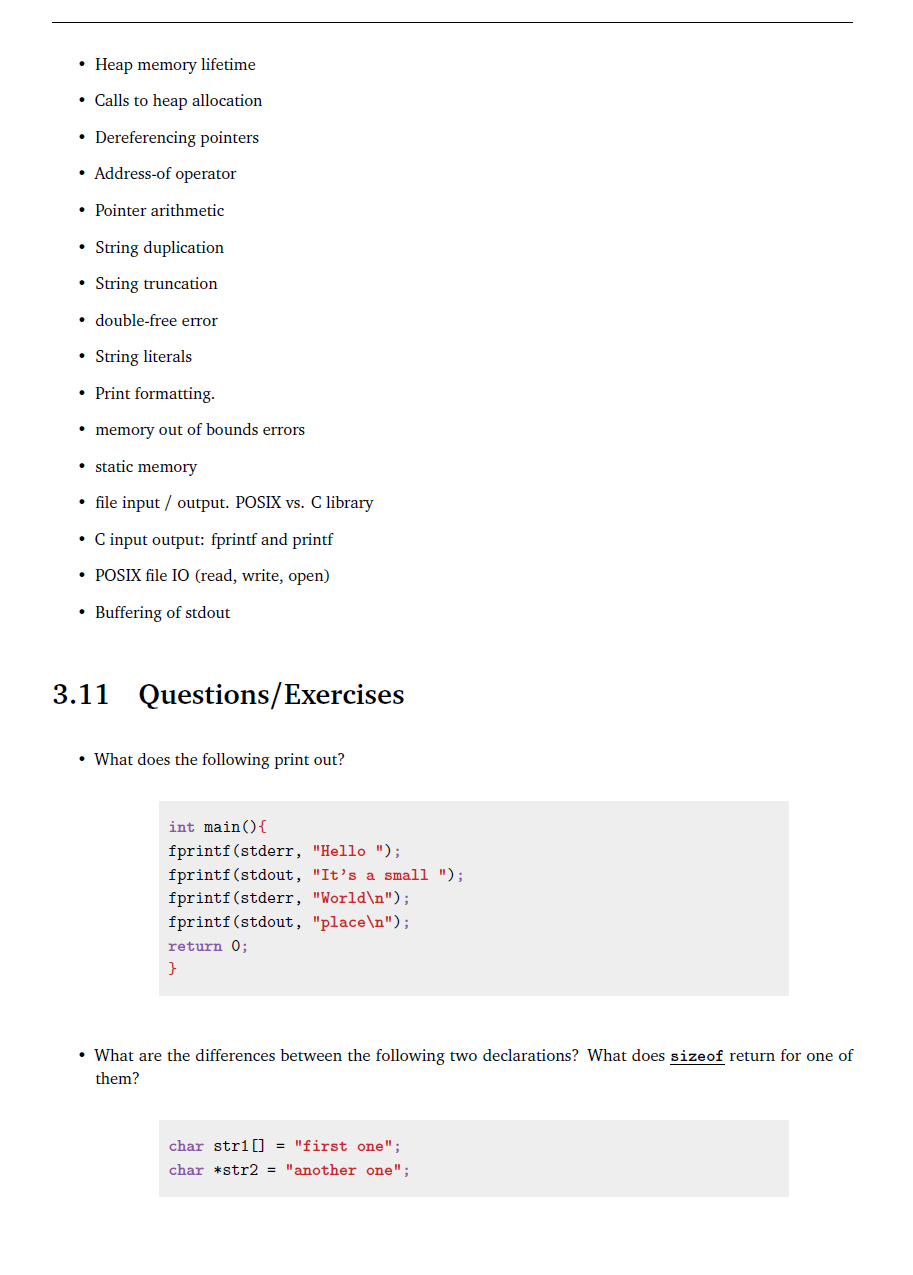 • Heap memory lifetime
• Calls to heap allocation
• Dereferencing pointers
• Address-of operator
• Pointer arithmetic
• String duplication
• String truncation
• double-free error
• String literals
• Print formatting.
• memory out of bounds errors
• static memory
• file input / output. POSIX vs. C library
• C input output: fprintf and printf
• POSIX file IO (read, write, open)
• Buffering of stdout
3.11 Questions/Exercises
• What does the following print out?
int main(){
fprintf(stderr, "Hello ");
fprintf(stdout, "It’s a small ");
fprintf(stderr, "World\n");
fprintf(stdout, "place\n");
return 0;
}
• What are the differences between the following two declarations? What does sizeof return for one of
them?
char str1[] = "first one";
char *str2 = "another one";